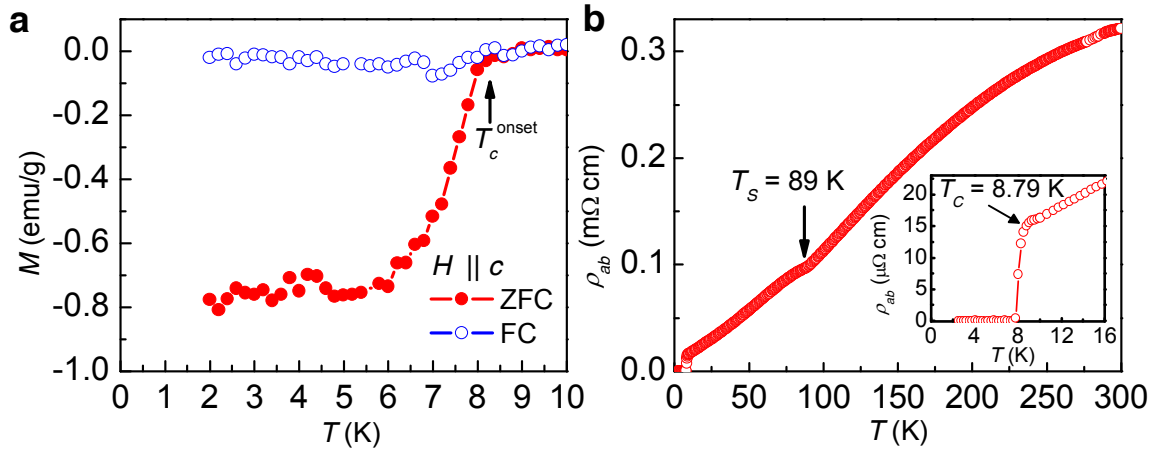 a
0.0
-0.2
-0.4
-0.6
-0.8
-1.0
M (emu/g)
T_c^onset
H || c
ZFC
FC
0 1 2 3 4 5 6 7 8 9 10
T (K)
b
0.3
0.2
0.1
0.0
ρ_ab (mΩ cm)
T_S = 89 K
T_C = 8.79 K
25
20
15
10
5
0
ρ_ab (μΩ cm)
0 4 8 12 16
T (K)
0 50 100 150 200 250 300
T (K)